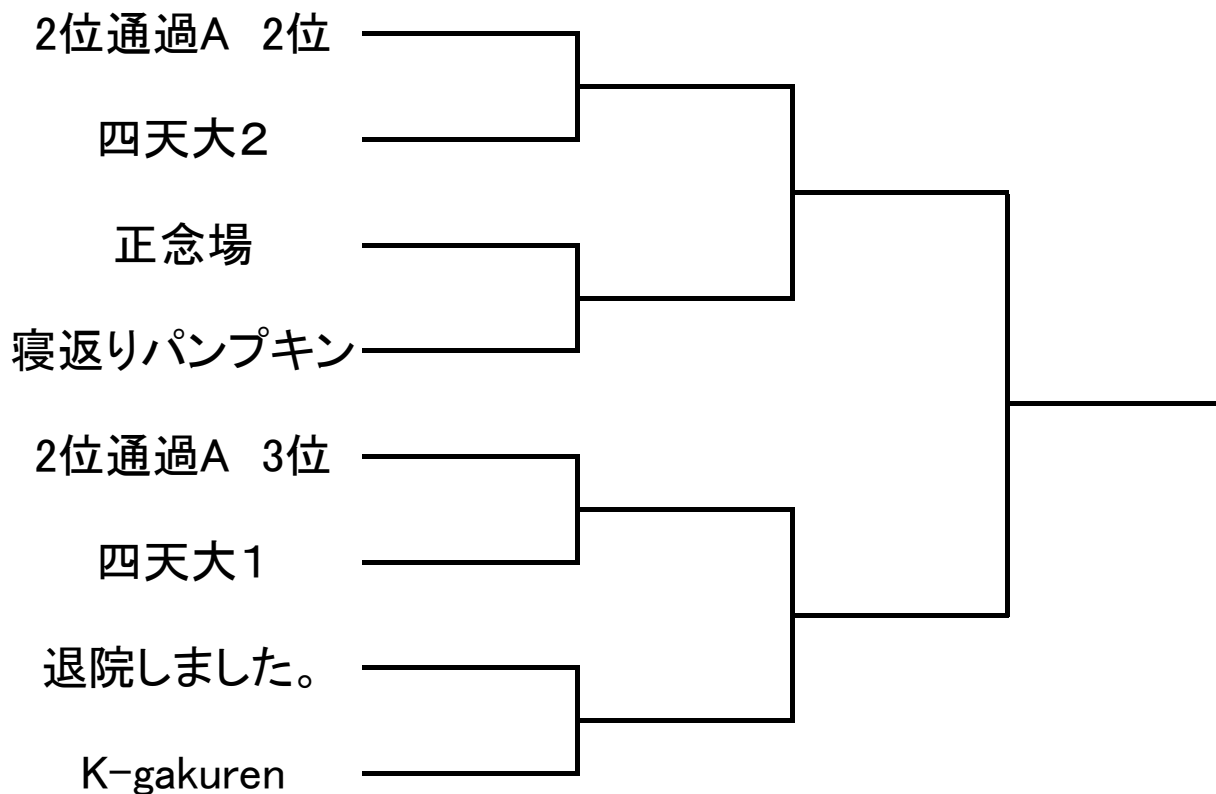 2位通過A　2位
四天大２
正念場
寝返りパンプキン
2位通過A　3位
四天大１
退院しました。
K-gakuren